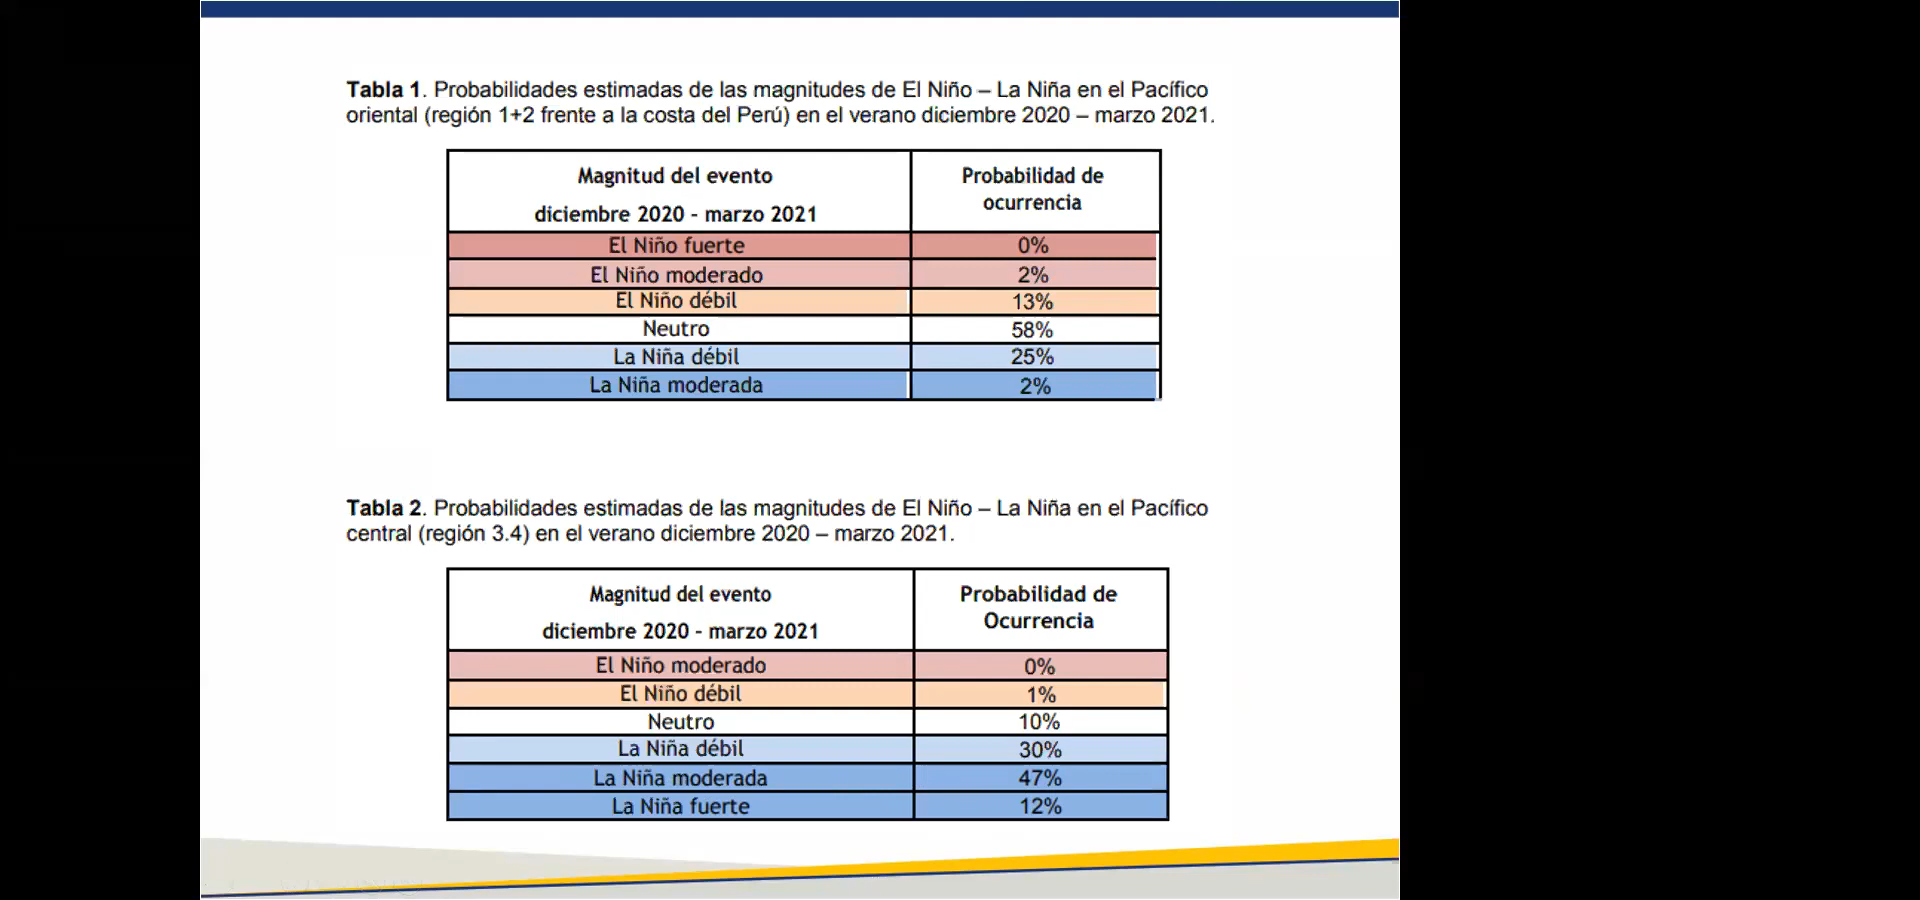 Tabla 1. Probabilidades estimadas de las magnitudes de El Niño – La Niña en el Pacífico
oriental (región 1+2 frente a la costa del Perú) en el verano diciembre 2020 – marzo 2021.
Magnitud del evento
diciembre 2020 - marzo 2021
Probabilidad de
ocurrencia
El Niño fuerte 0%
El Niño moderado 2%
El Niño débil 13%
Neutro 58%
La Niña débil 25%
La Niña moderada 2%
Tabla 2. Probabilidades estimadas de las magnitudes de El Niño – La Niña en el Pacífico
central (región 3.4) en el verano diciembre 2020 – marzo 2021.
Magnitud del evento
diciembre 2020 - marzo 2021
Probabilidad de
Ocurrencia
El Niño moderado 0%
El Niño débil 1%
Neutro 10%
La Niña débil 30%
La Niña moderada 47%
La Niña fuerte 12%